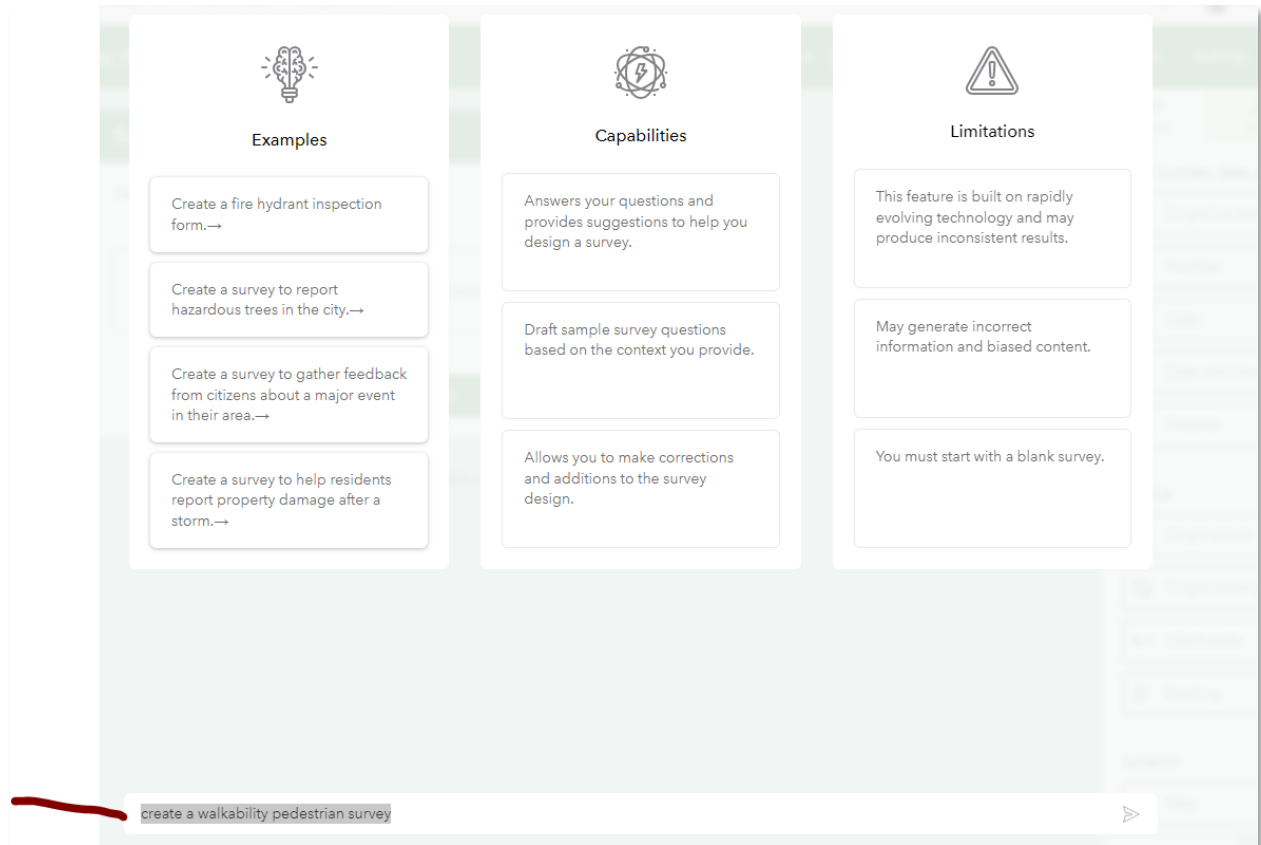 Examples
Create a fire hydrant inspection
form.→
Create a survey to report
hazardous trees in the city.→
Create a survey to gather feedback
from citizens about a major event
in their area.→
Create a survey to help residents
report property damage after a
storm.→
Capabilities
Answers your questions and
provides suggestions to help you
design a survey.
Draft sample survey questions
based on the context you provide.
Allows you to make corrections
and additions to the survey
design.
Limitations
This feature is built on rapidly
evolving technology and may
produce inconsistent results.
May generate incorrect
information and biased content.
You must start with a blank survey.
create a walkability pedestrian survey